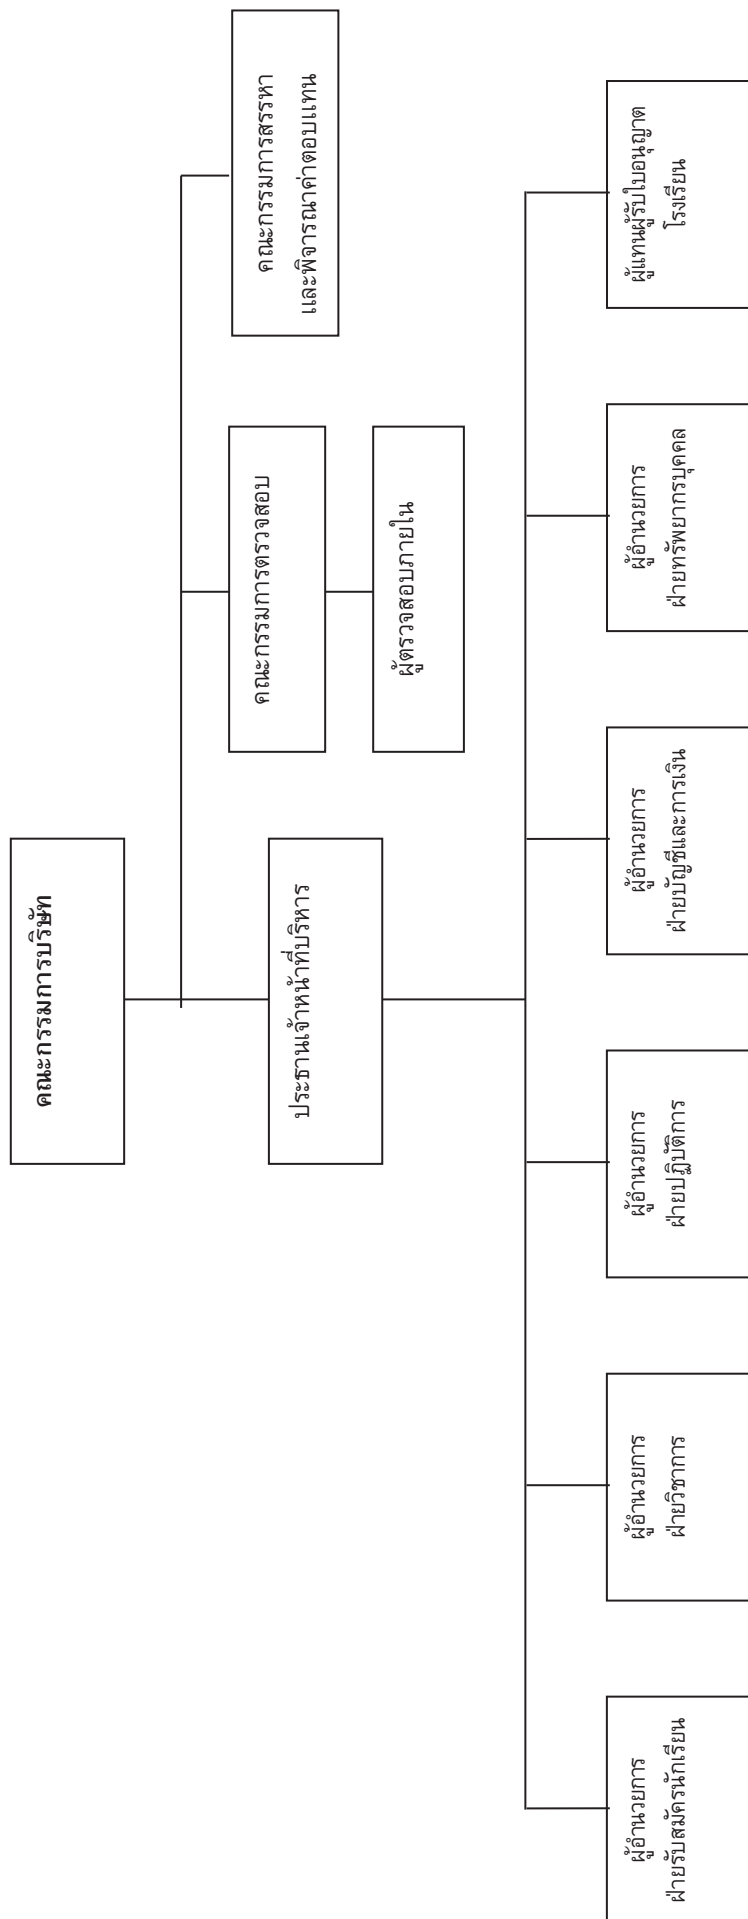 คณะกรรมการบริษัท
คณะกรรมการสรรหา
และพิจารณาค่าตอบแทน
คณะกรรมการตรวจสอบ
ผู้ตรวจสอบภายใน
ประธานเจ้าหน้าที่บริหาร
ผู้อำนวยการ
ฝ่ายรับสมัครนักเรียน
ผู้อำนวยการ
ฝ่ายวิชาการ
ผู้อำนวยการ
ฝ่ายปฏิบัติการ
ผู้อำนวยการ
ฝ่ายบัญชีและการเงิน
ผู้อำนวยการ
ฝ่ายทรัพยากรบุคคล
ผู้แทนผู้รับใบอนุญาต
โรงเรียน